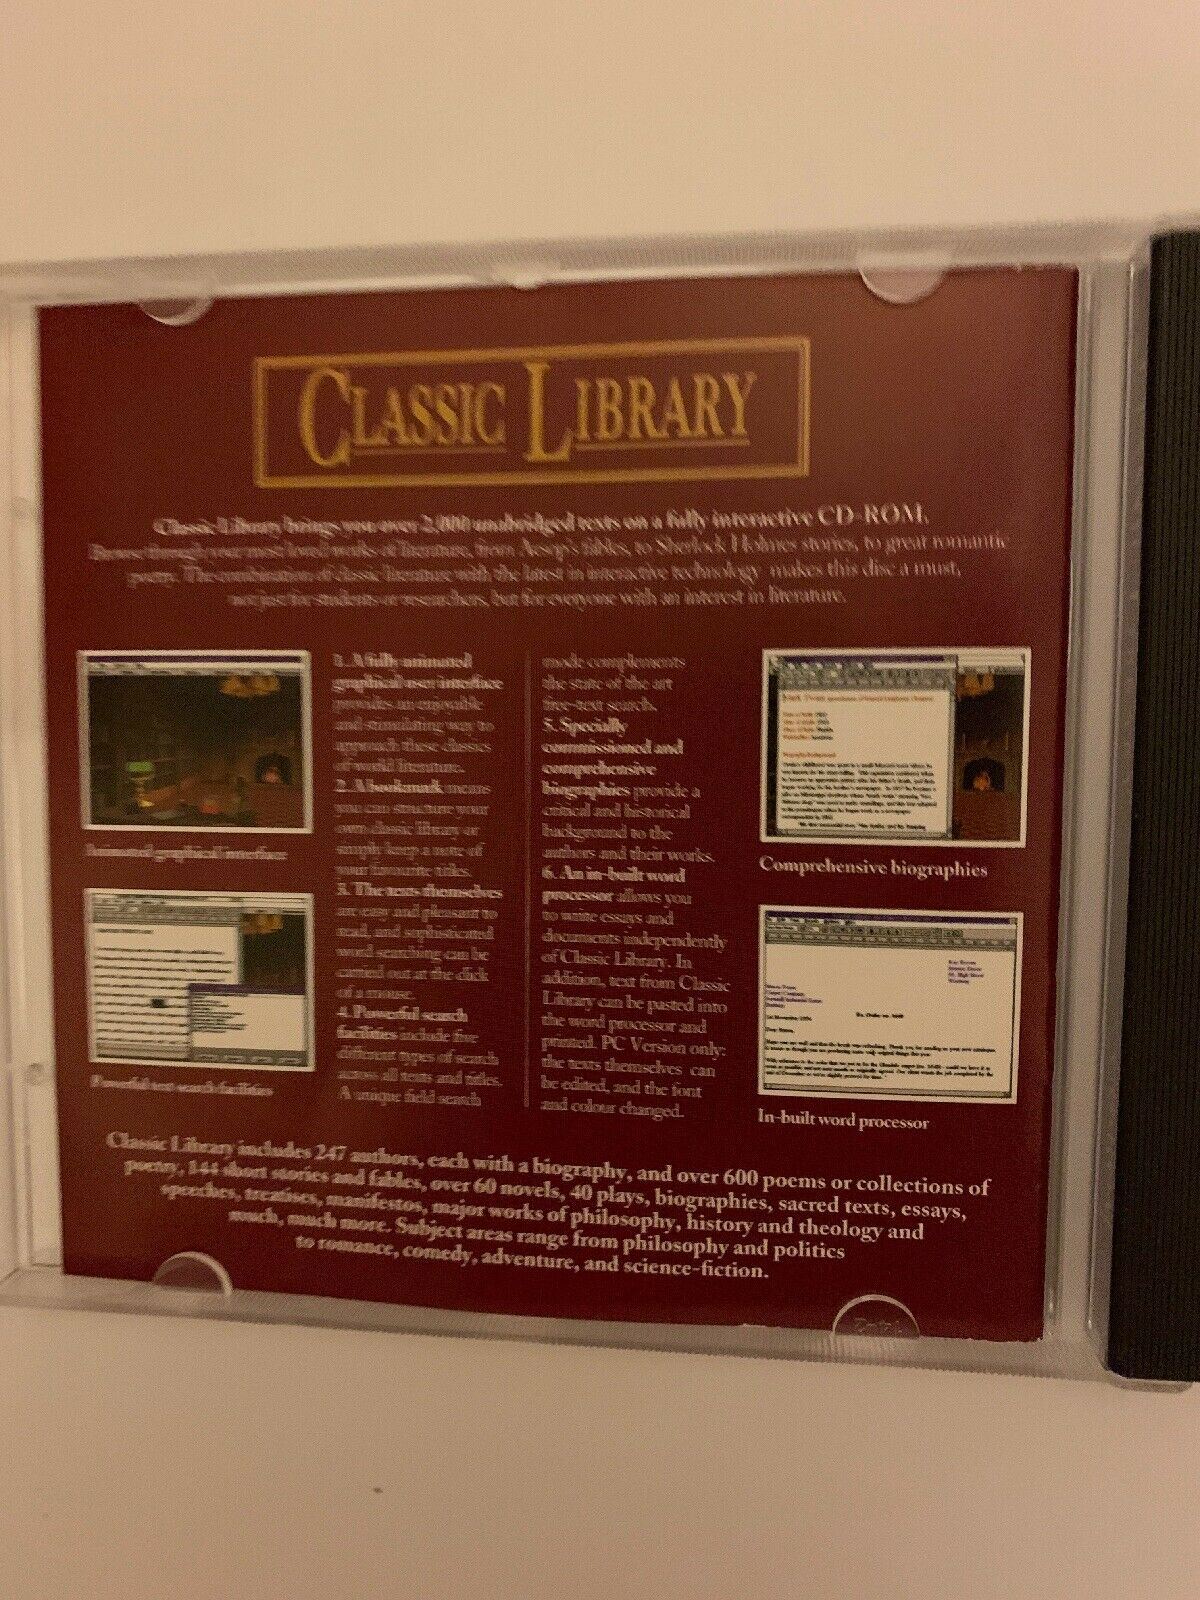 CLASSIC LIBRARY
Classic Library brings you over 2,000 unabridged texts on a fully interactive CD-ROM.
Browse through your most loved works of literature, from Aesop's fables, to Sherlock Holmes stories, to great romantic
poetry. The combination of classic literature with the latest in interactive technology makes this disc a must,
not just for students or researchers, but for everyone with an interest in literature.
Animated graphical interface
Powerful text search facilities
1. A fully animated
graphical user interface
provides an enjoyable
and stimulating way to
approach these classics
of world literature.
2. A bookmark means
you can structure your
own classic library or
simply keep a note of
your favourite titles.
3. The texts themselves
are easy and pleasant to
read, and sophisticated
word searching can be
carried out at the click
of a mouse.
4. Powerful search
facilities include five
different types of search
across all texts and titles.
A unique field search
mode complements
the state of the art
free-text search.
5. Specially
commissioned and
comprehensive
biographies provide a
critical and historical
background to the
authors and their works.
6. An in-built word
processor allows you
to write essays and
documents independently
of Classic Library. In
addition, text from Classic
Library can be pasted into
the word processor and
printed. PC Version only:
the texts themselves can
be edited, and the font
and colour changed.
Comprehensive biographies
In-built word processor
Classic Library includes 247 authors, each with a biography, and over 600 poems or collections of
poetry, 144 short stories and fables, over 60 novels, 40 plays, biographies, sacred texts, essays,
speeches, treatises, manifestos, major works of philosophy, history and theology and
much, much more. Subject areas range from philosophy and politics
to romance, comedy, adventure, and science-fiction.